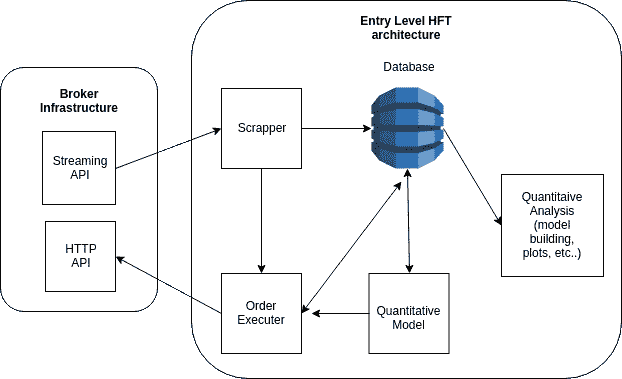 Entry Level HFT
architecture
Broker
Infrastructure
Streaming
API
HTTP
API
Scrapper
Database
Quantitaive
Analysis
(model
building,
plots, etc..)
Order
Executer
Quantitative
Model